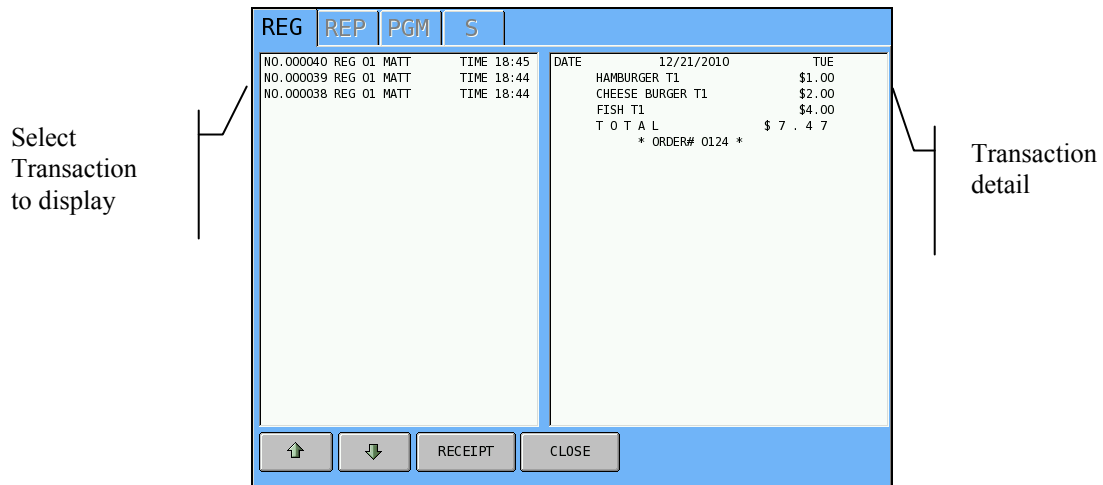 REG REP PGM S
NO.000040 REG 01 MATT TIME 18:45
NO.000039 REG 01 MATT TIME 18:44
NO.000038 REG 01 MATT TIME 18:44
DATE 12/21/2010 TUE
HAMBURGER T1 $1.00
CHEESE BURGER T1 $2.00
FISH T1 $4.00
T O T A L $ 7 . 4 7
* ORDER# 0124 *
Select
Transaction
to display
Transaction
detail
RECEIPT CLOSE